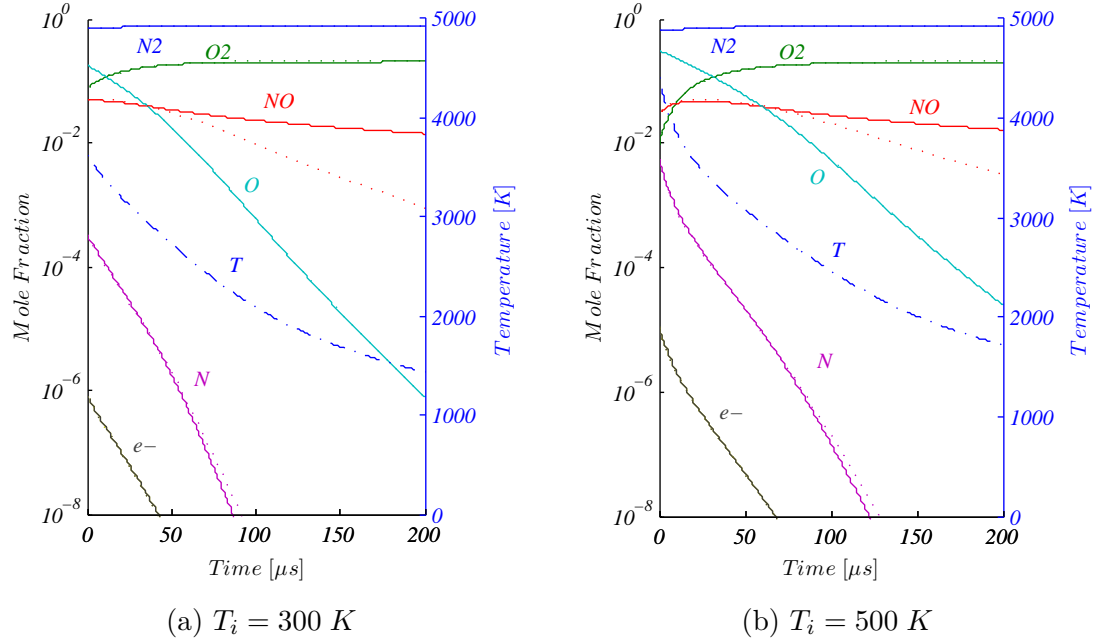 10^0
10^-2
10^-4
10^-6
10^-8
Mole Fraction
0
50
100
150
200
Time [μs]
5000
4000
3000
2000
1000
0
Temperature [K]
N2
O2
NO
O
T
N
e−
(a) T_i = 300 K
10^0
10^-2
10^-4
10^-6
10^-8
Mole Fraction
0
50
100
150
200
Time [μs]
5000
4000
3000
2000
1000
0
Temperature [K]
N2
O2
NO
O
T
N
e−
(b) T_i = 500 K